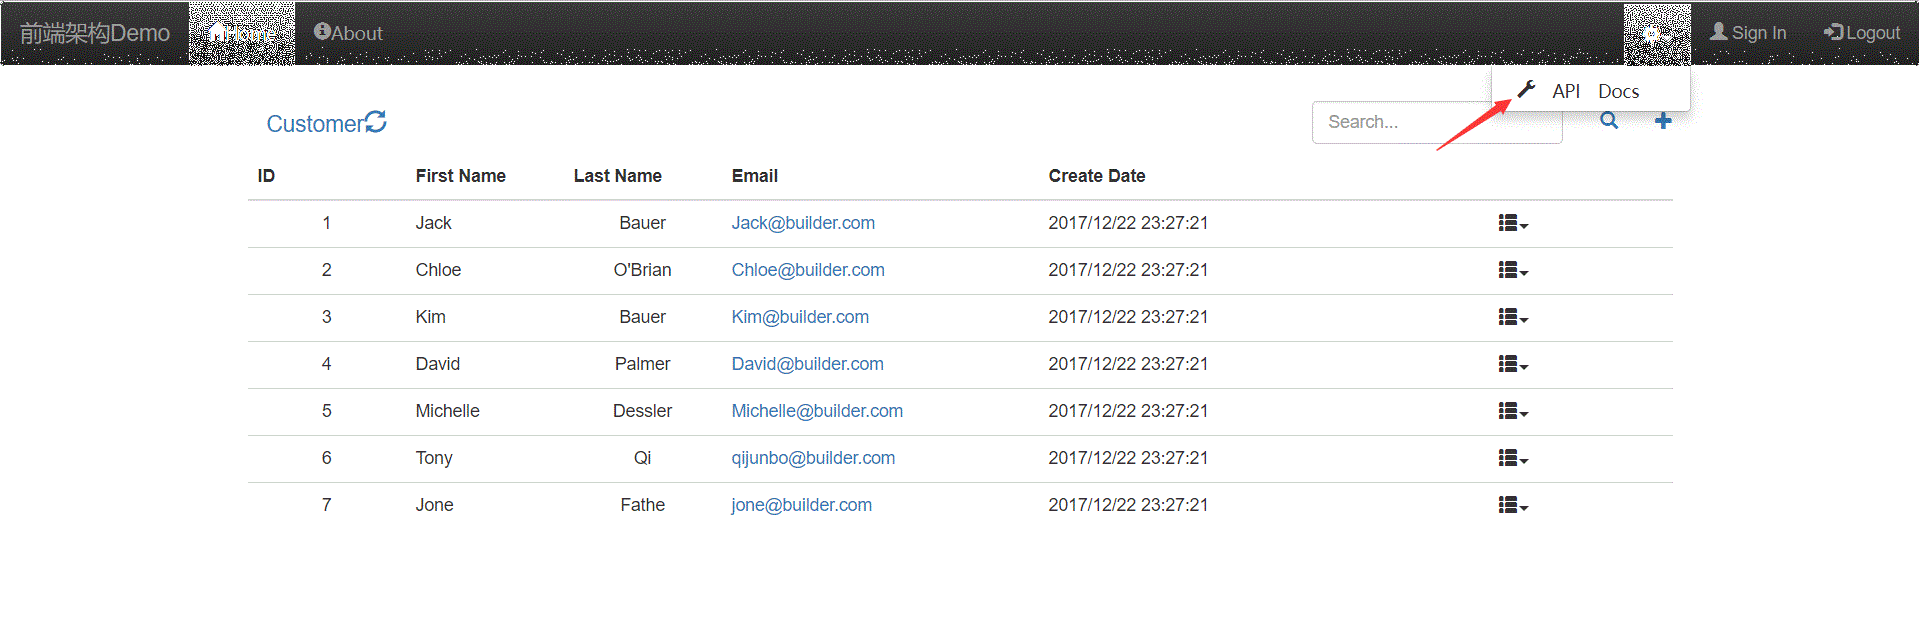 前端架构Demo Home About Sign In Logout
API Docs
Customer Search...
ID First Name Last Name Email Create Date
1 Jack Bauer Jack@builder.com 2017/12/22 23:27:21
2 Chloe O'Brian Chloe@builder.com 2017/12/22 23:27:21
3 Kim Bauer Kim@builder.com 2017/12/22 23:27:21
4 David Palmer David@builder.com 2017/12/22 23:27:21
5 Michelle Dessler Michelle@builder.com 2017/12/22 23:27:21
6 Tony Qi qijunbo@builder.com 2017/12/22 23:27:21
7 Jone Fathe jone@builder.com 2017/12/22 23:27:21